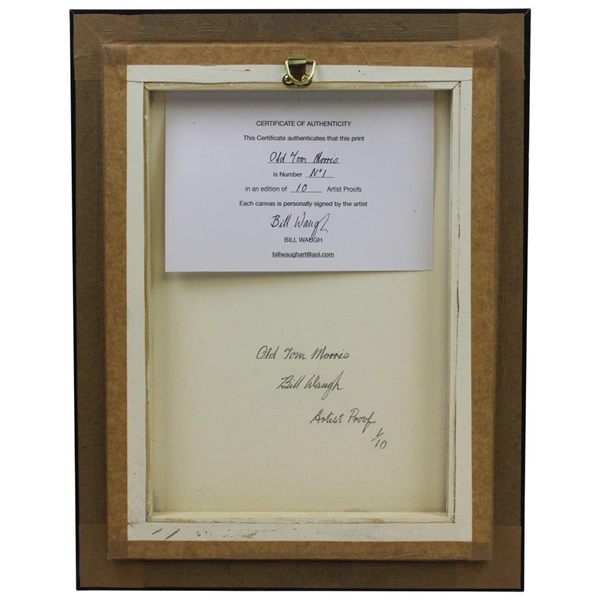 CERTIFICATE OF AUTHENTICITY
This Certificate authenticates that this print
Old Tom Morris
is Number Nº1
in an edition of 10 Artist Proofs
Each canvas is personally signed by the artist
Bill Waugh
BILL WAUGH
billwaughart@aol.com
Old Tom Morris
Bill Waugh
Artist Proof
1/10